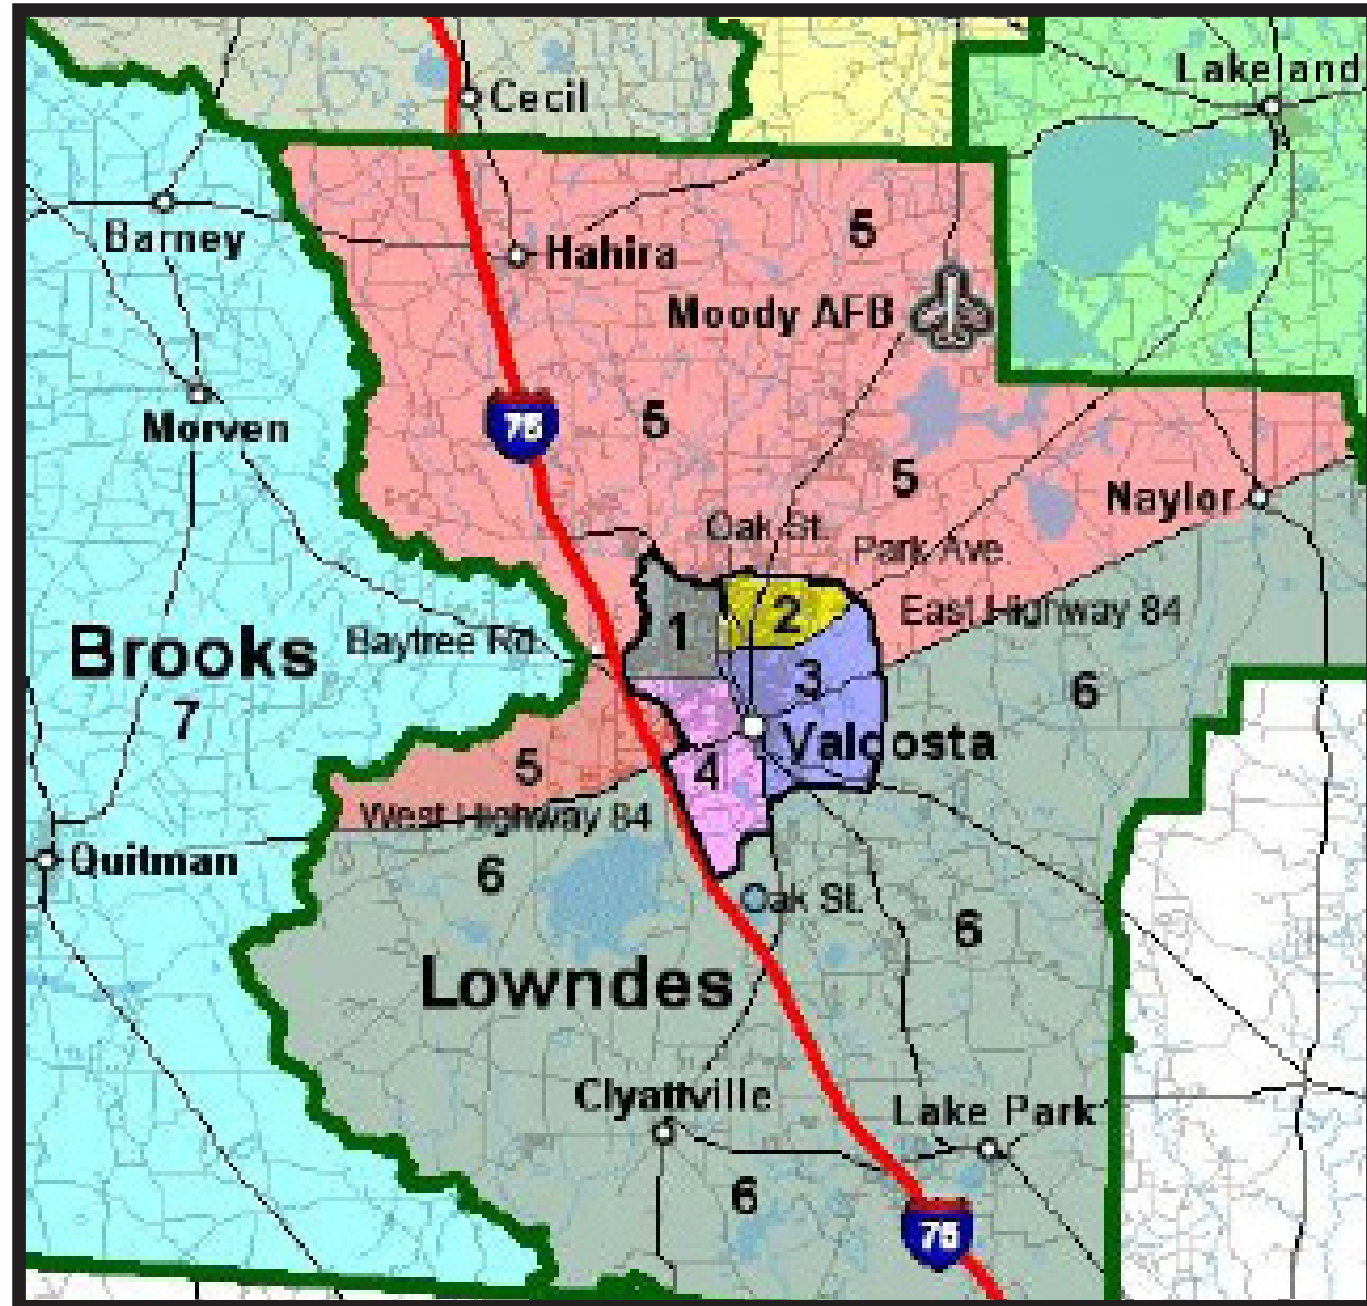 Lakeland
Cecil
Barney
Hahira
5
Moody AFB
75
Morven
5
5
Naylor
Oak St.
Park Ave
East Highway 84
1
2
Brooks
Baytree Rd.
3
6
7
Valdosta
5
4
West Highway 84
Quitman
6
Oak St.
6
Lowndes
Clyattville
Lake Park
6
75